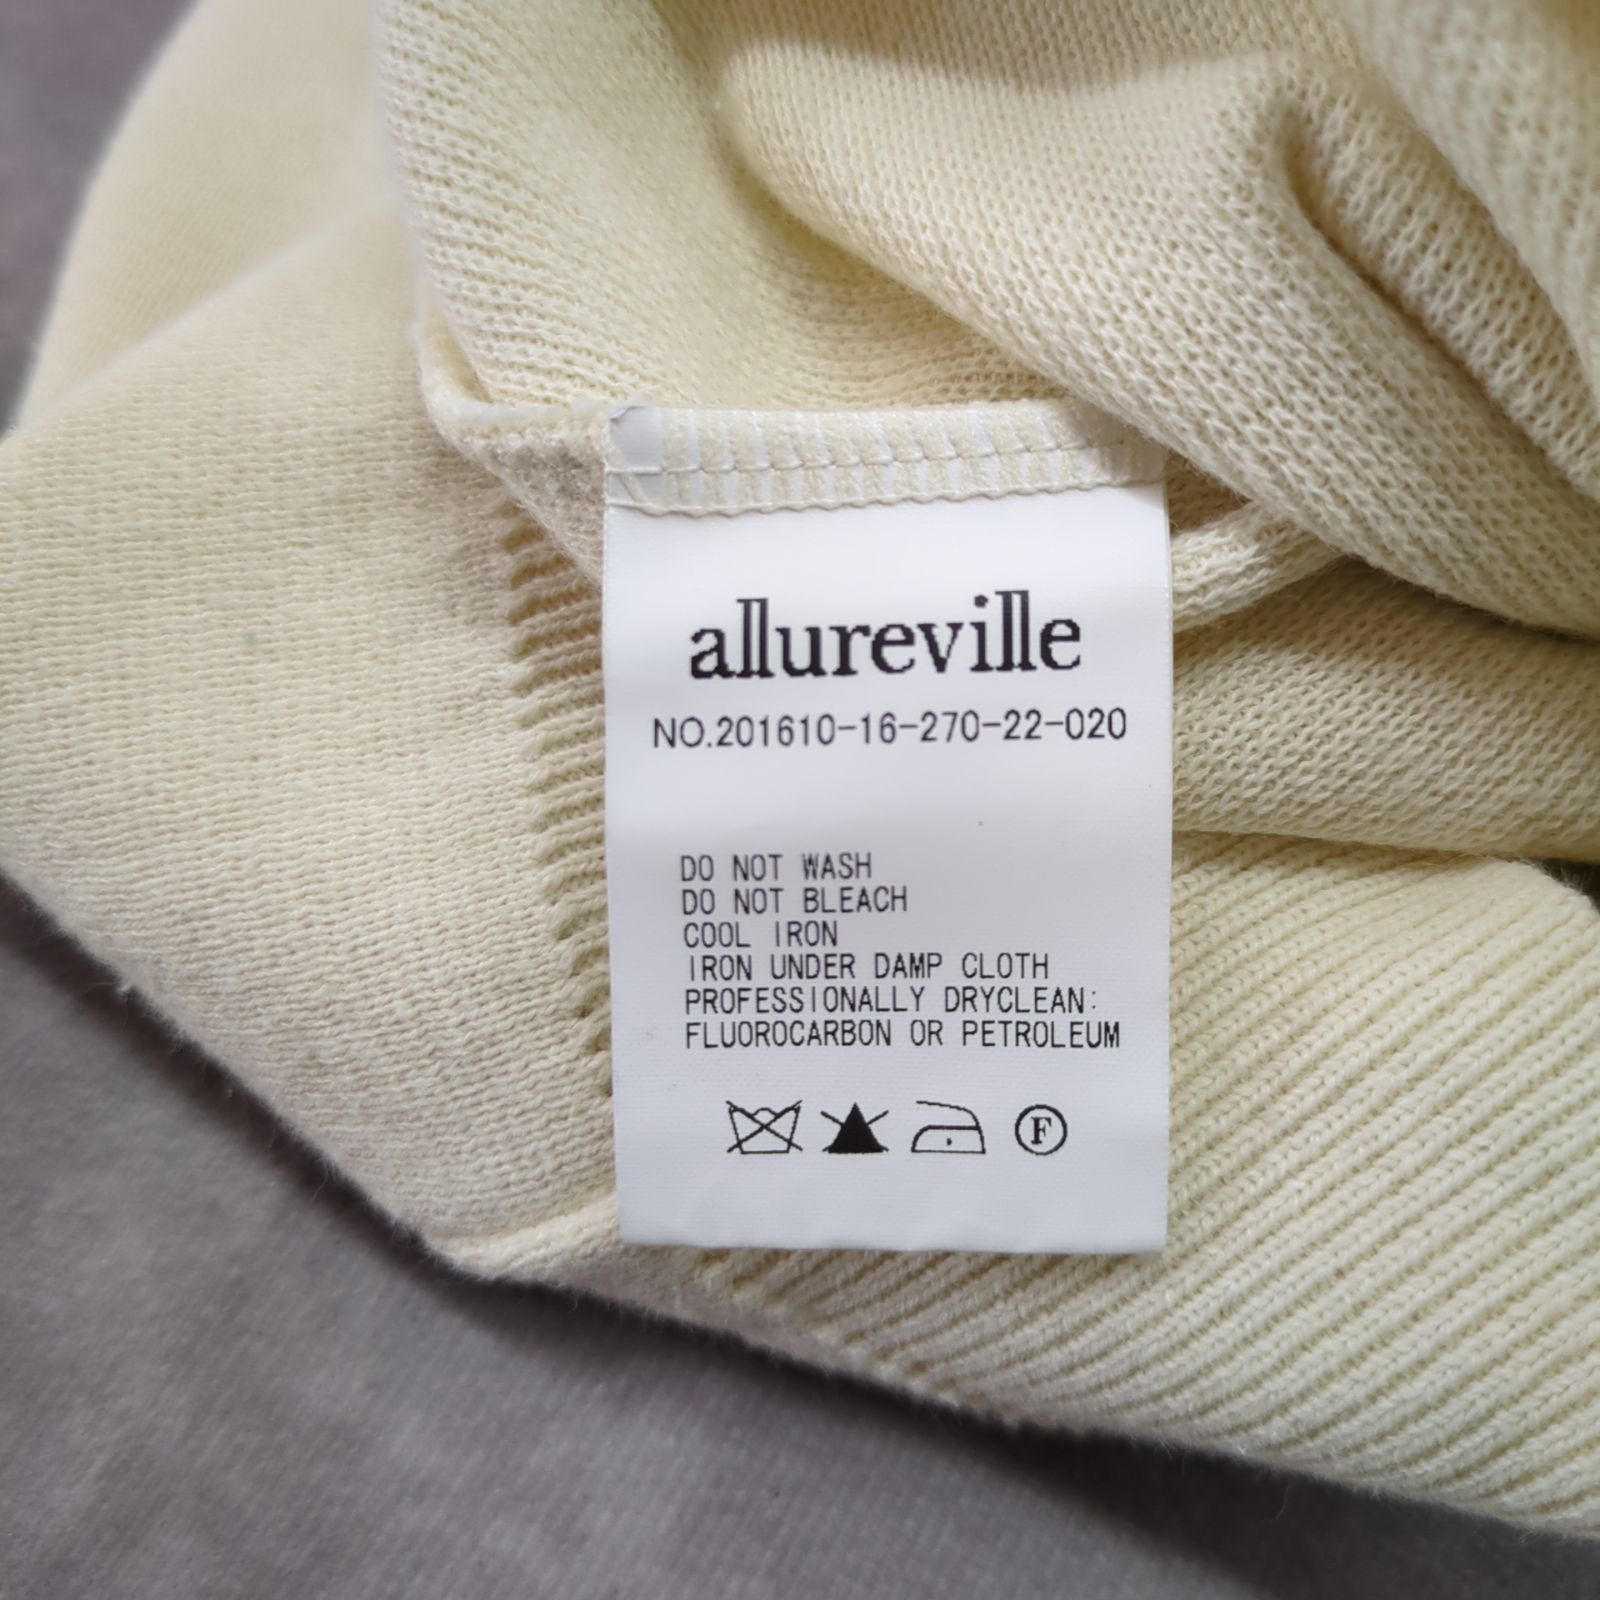 allureville
NO.201610-16-270-22-020
DO NOT WASH
DO NOT BLEACH
COOL IRON
IRON UNDER DAMP CLOTH
PROFESSIONALLY DRYCLEAN:
FLUOROCARBON OR PETROLEUM
F